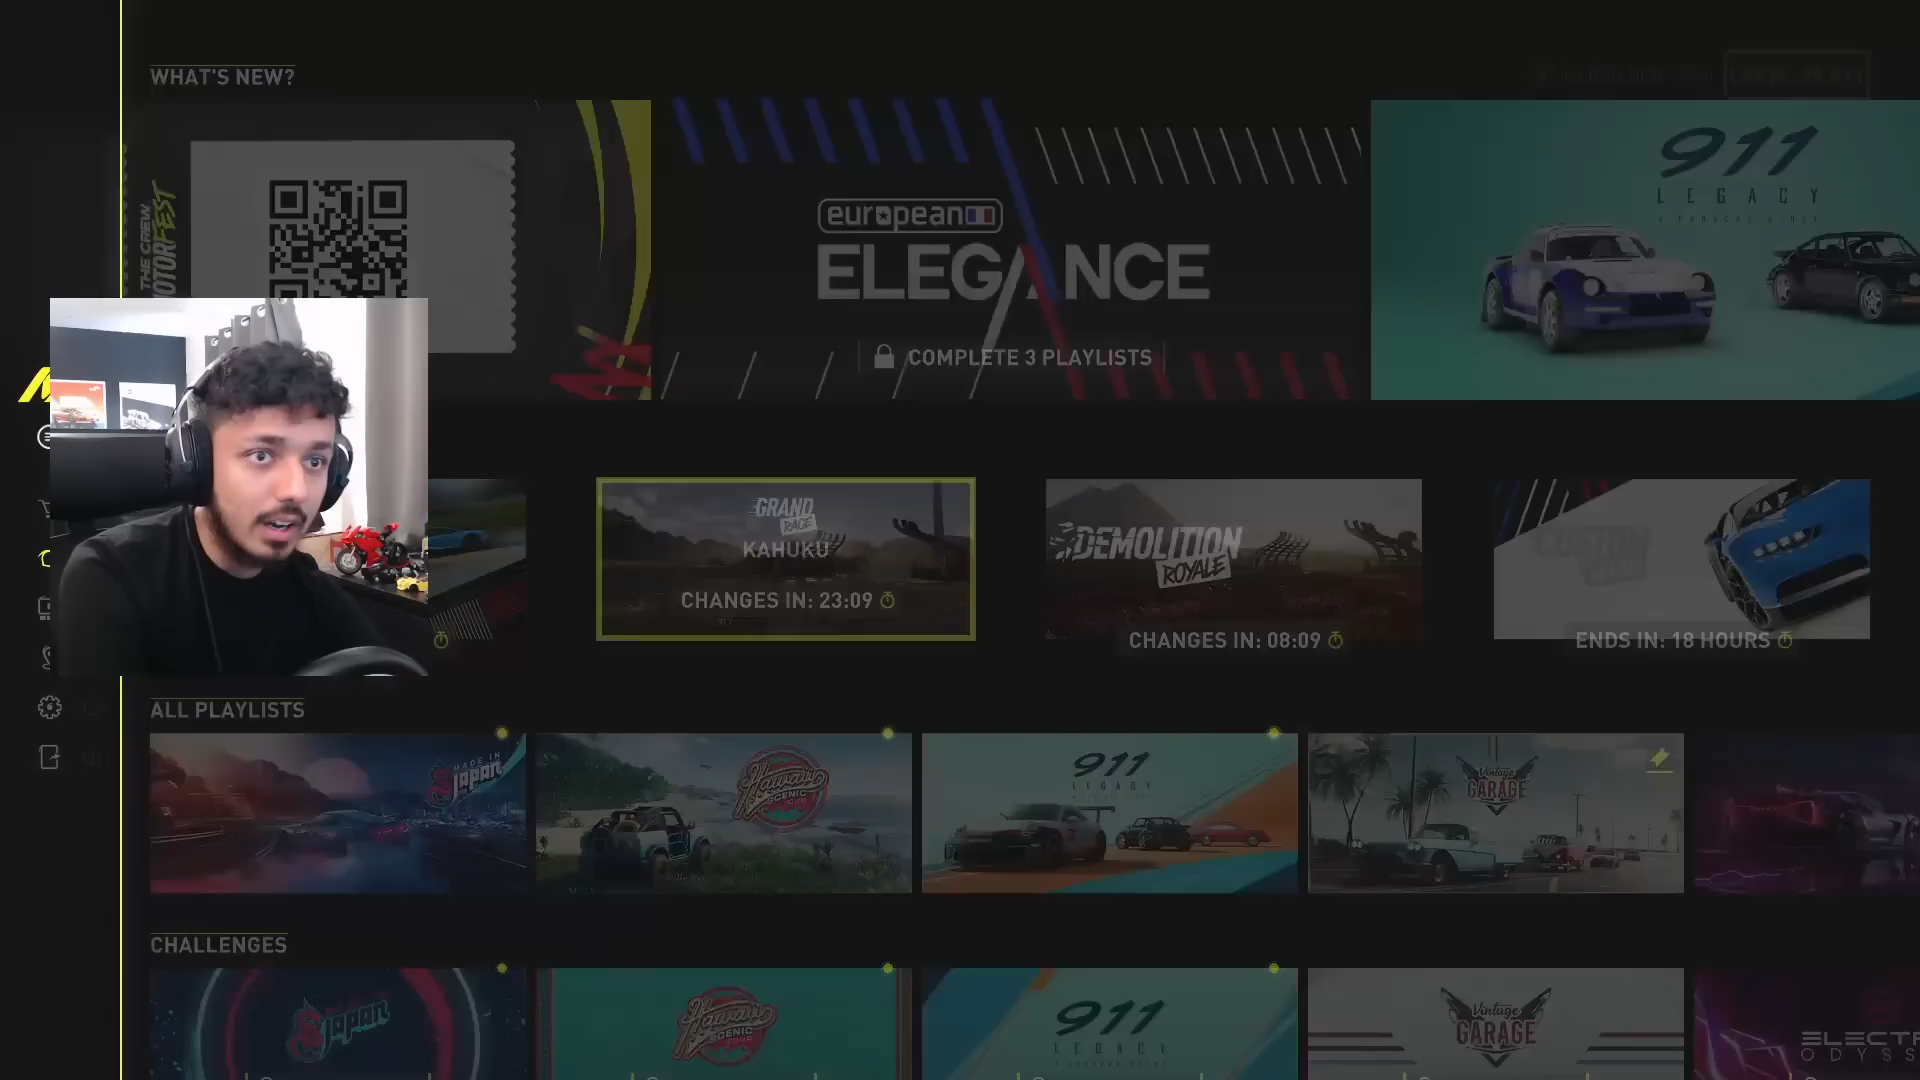 WHAT'S NEW?
THE CREW
MOTORFEST
european
ELEGANCE
COMPLETE 3 PLAYLISTS
911
LEGACY
GRAND
RACE
KAHUKU
CHANGES IN: 23:09
DEMOLITION
ROYALE
CHANGES IN: 08:09
ENDS IN: 18 HOURS
ALL PLAYLISTS
MADE IN
JAPAN
Hawaii
SCENIC
TOUR
911
LEGACY
Vintage
GARAGE
CHALLENGES
JAPAN
Hawaii
SCENIC
TOUR
911
LEGACY
Vintage
GARAGE